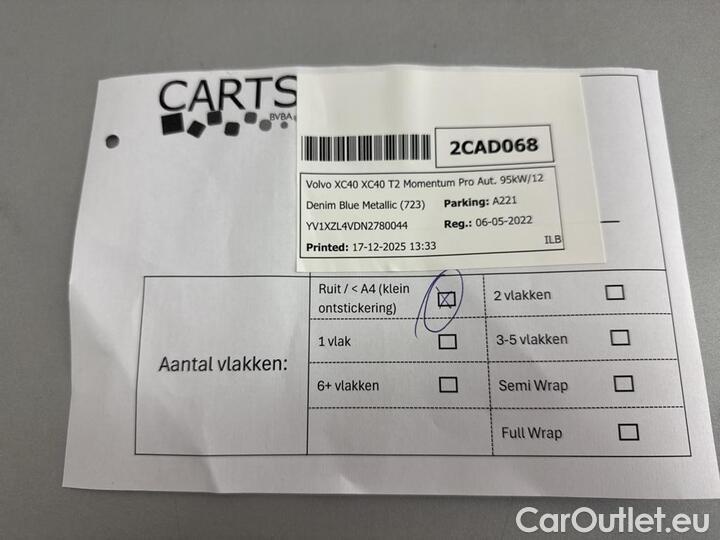 CARTS
BVBA
2CAD068
Volvo XC40 XC40 T2 Momentum Pro Aut. 95kW/12
Denim Blue Metallic (723) Parking: A221
YV1XZL4VDN2780044 Reg.: 06-05-2022
Printed: 17-12-2025 13:33 ILB
Aantal vlakken:
Ruit / < A4 (klein
ontstickering)
2 vlakken
1 vlak
3-5 vlakken
6+ vlakken
Semi Wrap
Full Wrap
CarOutlet.eu